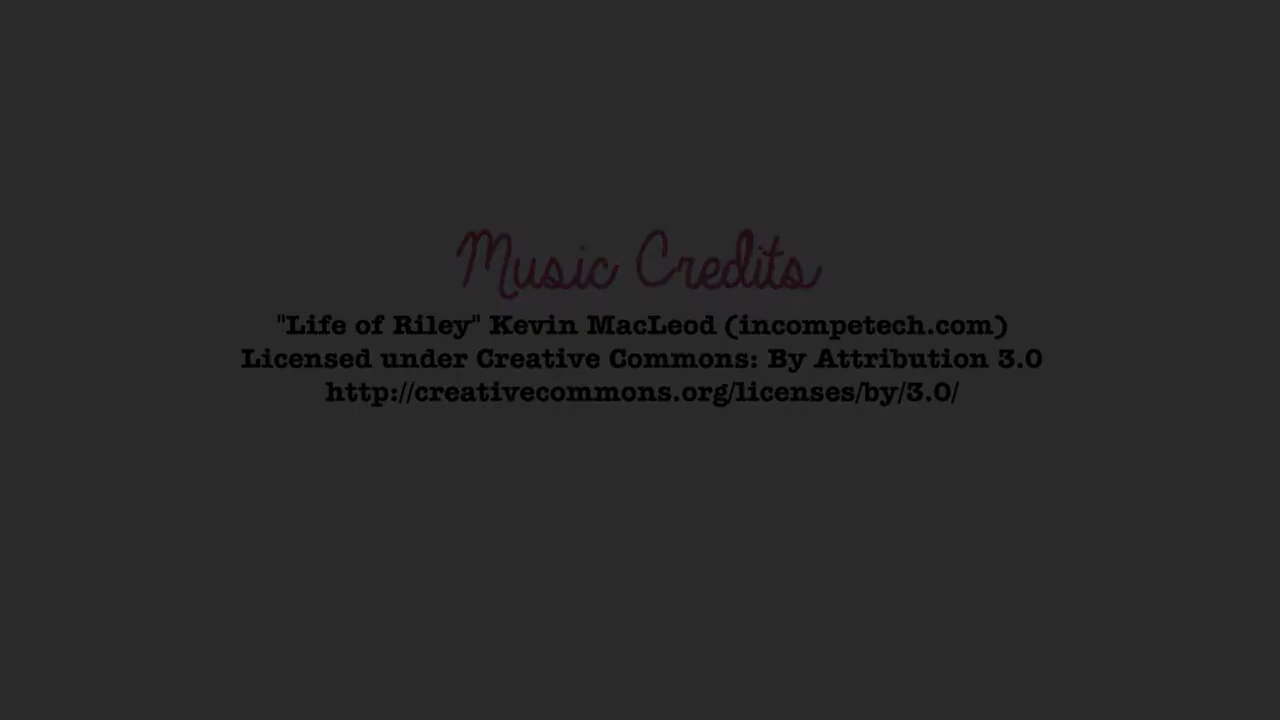 Music Credits
"Life of Riley" Kevin MacLeod (incompetech.com)
Licensed under Creative Commons: By Attribution 3.0
http://creativecommons.org/licenses/by/3.0/